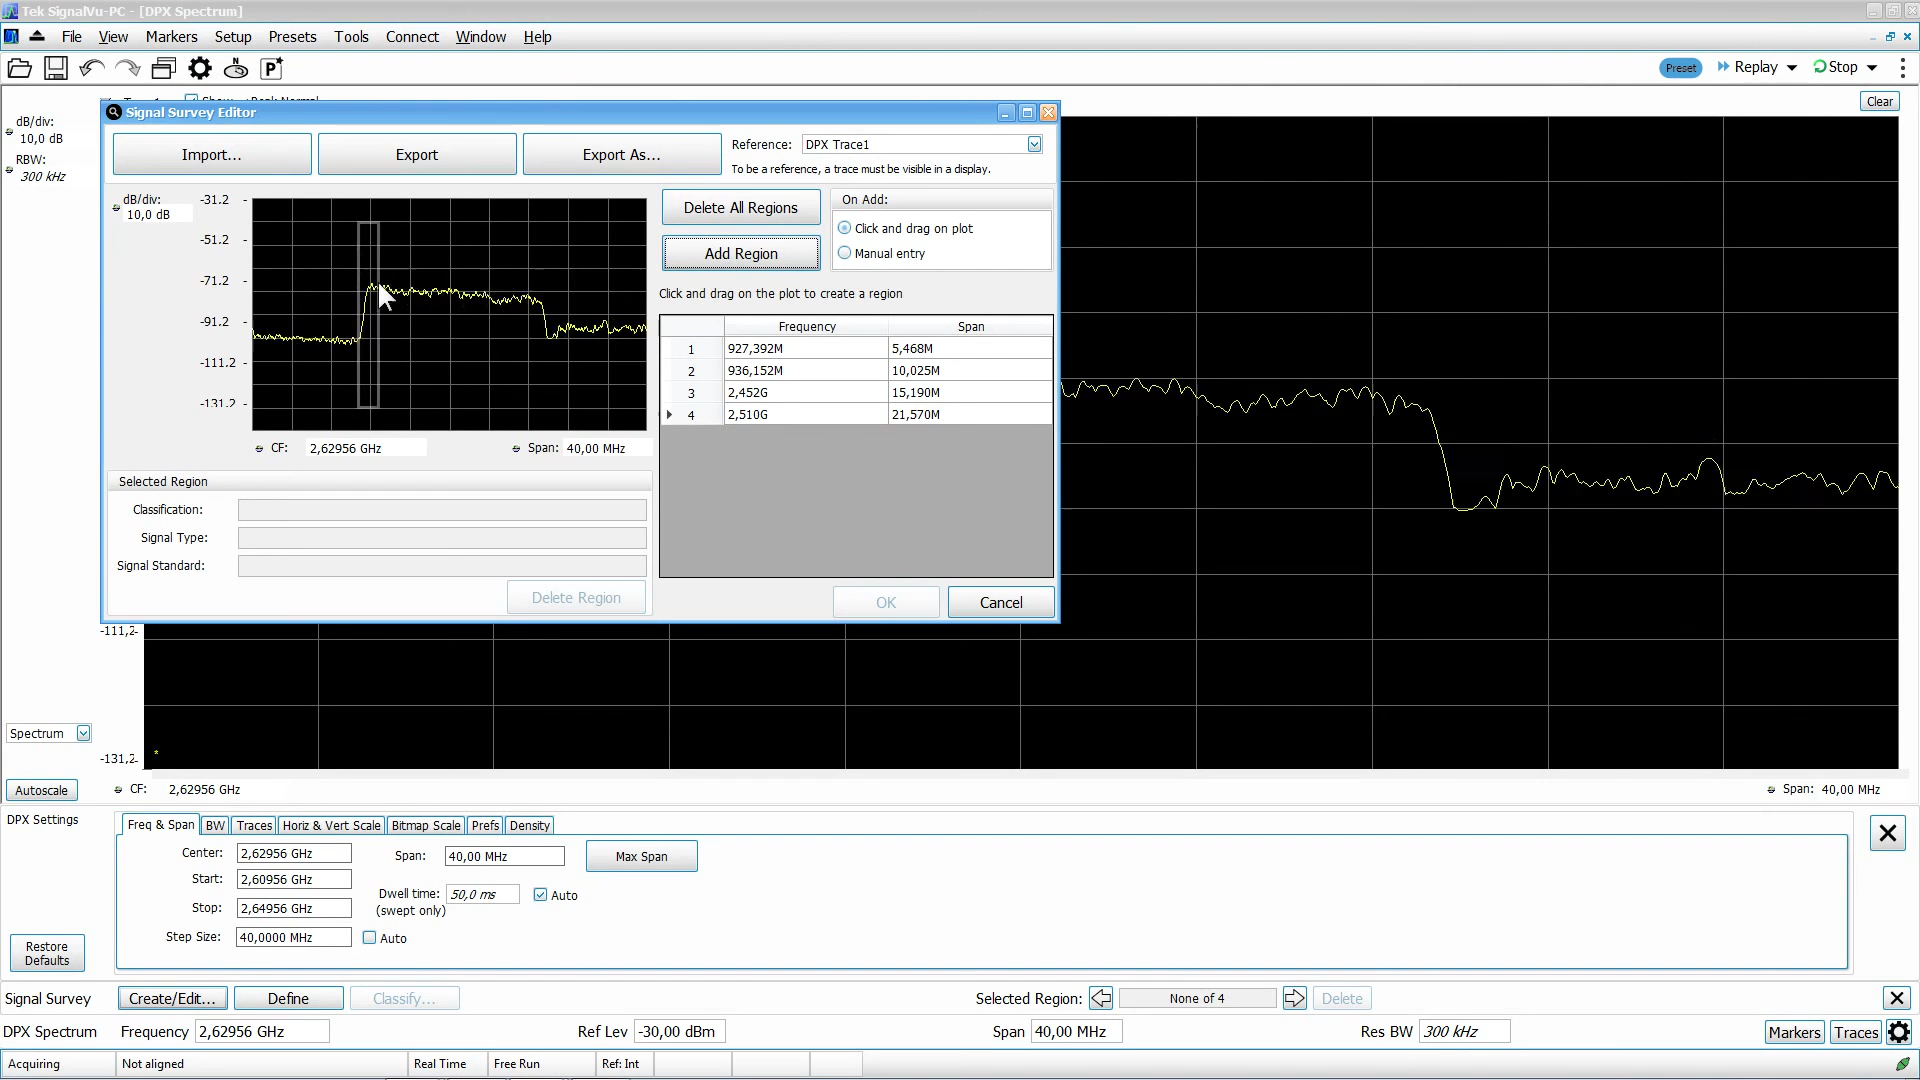 Tek SignalVu-PC - [DPX Spectrum]
File View Markers Setup Presets Tools Connect Window Help
P* Preset Replay Stop
Clear
dB/div:
10,0 dB
RBW:
300 kHz
Signal Survey Editor
Import... Export Export As... Reference: DPX Trace1
To be a reference, a trace must be visible in a display.
dB/div:
10,0 dB
-31.2 -
-51.2 -
-71.2 -
-91.2 -
-111.2 -
-131.2 -
CF: 2,62956 GHz Span: 40,00 MHz
Delete All Regions
Add Region
On Add:
Click and drag on plot
Manual entry
Click and drag on the plot to create a region
Frequency Span
1 927,392M 5,468M
2 936,152M 10,025M
3 2,452G 15,190M
4 2,510G 21,570M
Selected Region
Classification:
Signal Type:
Signal Standard:
Delete Region
OK Cancel
-111,2-
-131,2-
Spectrum
Autoscale CF: 2,62956 GHz Span: 40,00 MHz
DPX Settings
Freq & Span BW Traces Horiz & Vert Scale Bitmap Scale Prefs Density
Center: 2,62956 GHz Span: 40,00 MHz Max Span
Start: 2,60956 GHz Dwell time: 50,0 ms Auto
(swept only)
Stop: 2,64956 GHz
Step Size: 40,0000 MHz Auto
Restore
Defaults
Signal Survey Create/Edit... Define Classify... Selected Region: None of 4 Delete
DPX Spectrum Frequency 2,62956 GHz Ref Lev -30,00 dBm Span 40,00 MHz Res BW 300 kHz Markers Traces
Acquiring Not aligned Real Time Free Run Ref: Int